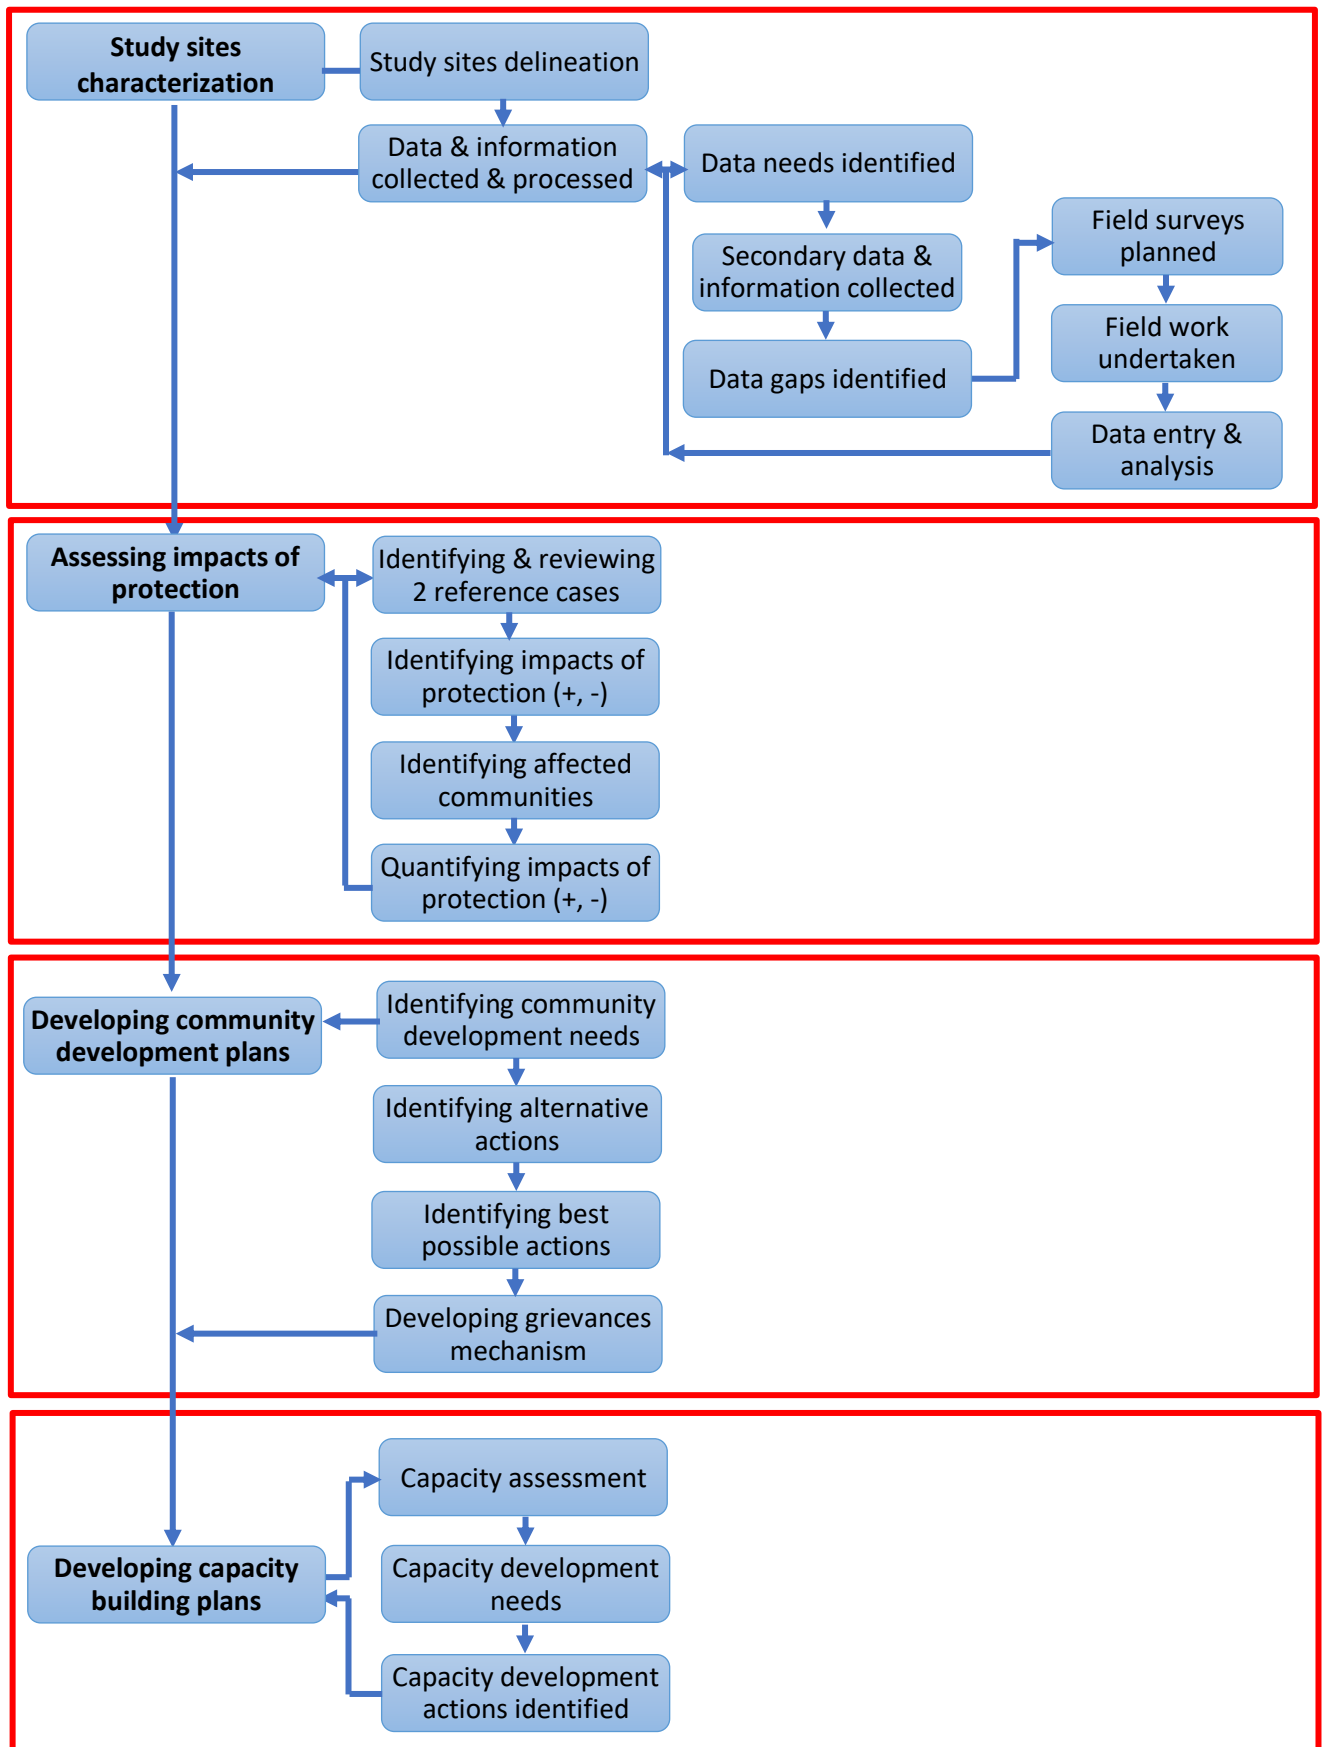 Study sites
characterization
Study sites delineation
Data & information
collected & processed
Data needs identified
Secondary data &
information collected
Data gaps identified
Field surveys
planned
Field work
undertaken
Data entry &
analysis
Assessing impacts of
protection
Identifying & reviewing
2 reference cases
Identifying impacts of
protection (+, -)
Identifying affected
communities
Quantifying impacts of
protection (+, -)
Developing community
development plans
Identifying community
development needs
Identifying alternative
actions
Identifying best
possible actions
Developing grievances
mechanism
Developing capacity
building plans
Capacity assessment
Capacity development
needs
Capacity development
actions identified